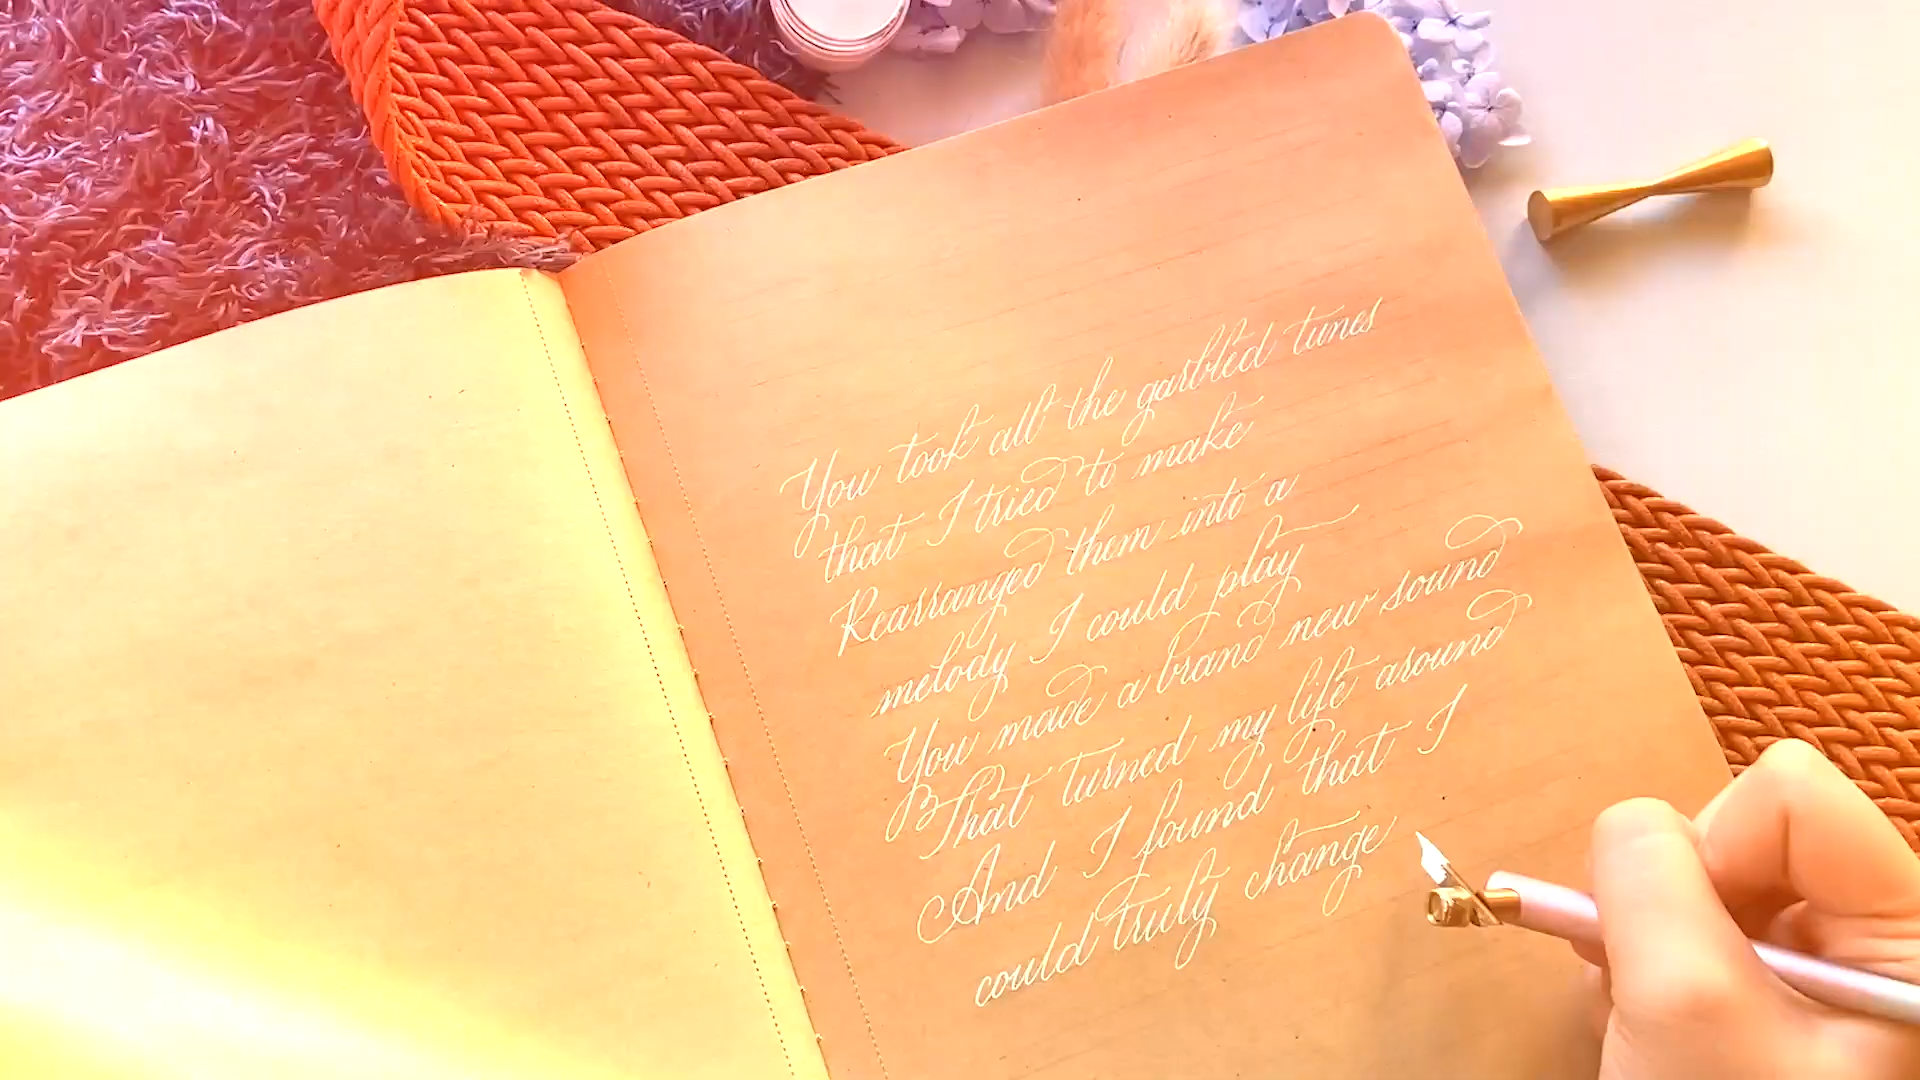 You took all the garbled tunes
that I tried to make
Rearranged them into a
melody I could play
You made a brand new sound
That turned my life around
And I found that I
could truly change